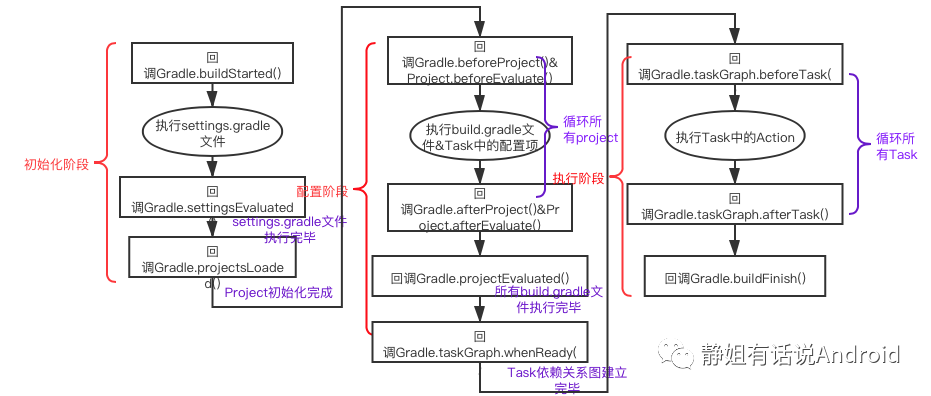 初始化阶段
回
调Gradle.buildStarted()
执行settings.gradle
文件
回
调Gradle.settingsEvaluated
settings.gradle文件
执行完毕
回
调Gradle.projectsLoade
d()
Project初始化完成
配置阶段
回
调Gradle.beforeProject()&
Project.beforeEvaluate()
执行build.gradle文
件&Task中的配置项
循环所
有project
回
调Gradle.afterProject()&Pr
oject.afterEvaluate()
回调Gradle.projectEvaluated()
所有build.gradle文
件执行完毕
回
调Gradle.taskGraph.whenReady(
Task依赖关系图建立
完毕
执行阶段
回
调Gradle.taskGraph.beforeTask(
执行Task中的Action
循环所
有Task
回
调Gradle.taskGraph.afterTask()
回调Gradle.buildFinish()
静妲有话说Android